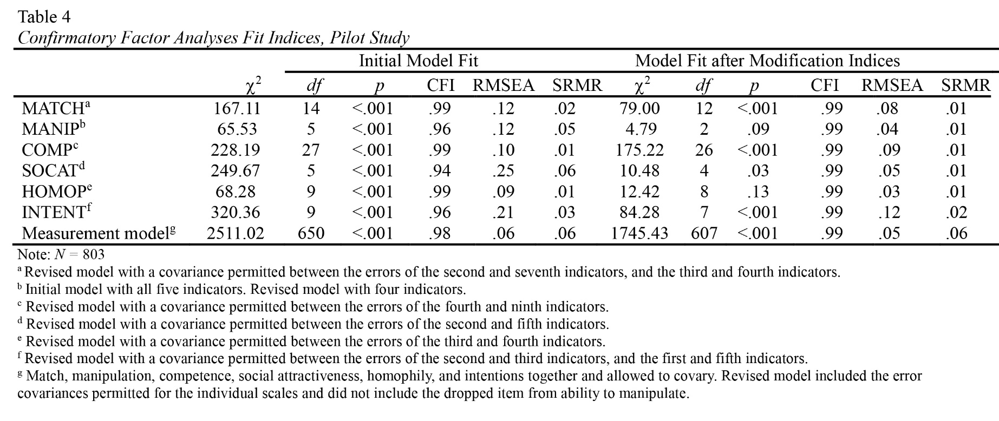 Table 4
Confirmatory Factor Analyses Fit Indices, Pilot Study
Initial Model Fit Model Fit after Modification Indices
χ² df p CFI RMSEA SRMR χ² df p CFI RMSEA SRMR
MATCHᵃ 167.11 14 <.001 .99 .12 .02 79.00 12 <.001 .99 .08 .01
MANIPᵇ 65.53 5 <.001 .96 .12 .05 4.79 2 .09 .99 .04 .01
COMPᶜ 228.19 27 <.001 .99 .10 .01 175.22 26 <.001 .99 .09 .01
SOCATᵈ 249.67 5 <.001 .94 .25 .06 10.48 4 .03 .99 .05 .01
HOMOPᵉ 68.28 9 <.001 .99 .09 .01 12.42 8 .13 .99 .03 .01
INTENTᶠ 320.36 9 <.001 .96 .21 .03 84.28 7 <.001 .99 .12 .02
Measurement modelᵍ 2511.02 650 <.001 .98 .06 .06 1745.43 607 <.001 .99 .05 .06
Note: N = 803
ᵃ Revised model with a covariance permitted between the errors of the second and seventh indicators, and the third and fourth indicators.
ᵇ Initial model with all five indicators. Revised model with four indicators.
ᶜ Revised model with a covariance permitted between the errors of the fourth and ninth indicators.
ᵈ Revised model with a covariance permitted between the errors of the second and fifth indicators.
ᵉ Revised model with a covariance permitted between the errors of the third and fourth indicators.
ᶠ Revised model with a covariance permitted between the errors of the second and third indicators, and the first and fifth indicators.
ᵍ Match, manipulation, competence, social attractiveness, homophily, and intentions together and allowed to covary. Revised model included the error
covariances permitted for the individual scales and did not include the dropped item from ability to manipulate.